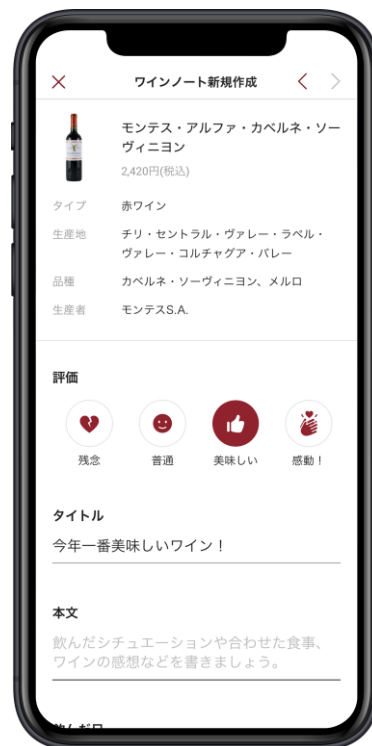 ワインノート新規作成
モンテス・アルファ・カベルネ・ソー
ヴィニヨン
2,420円(税込)
タイプ 赤ワイン
生産地 チリ・セントラル・ヴァレー・ラペル・
ヴァレー・コルチャグア・バレー
品種 カベルネ・ソーヴィニヨン、メルロ
生産者 モンテスS.A.
評価
残念 普通 美味しい 感動！
タイトル
今年一番美味しいワイン！
本文
飲んだシチュエーションや合わせた食事、
ワインの感想などを書きましょう。
飲んだ日